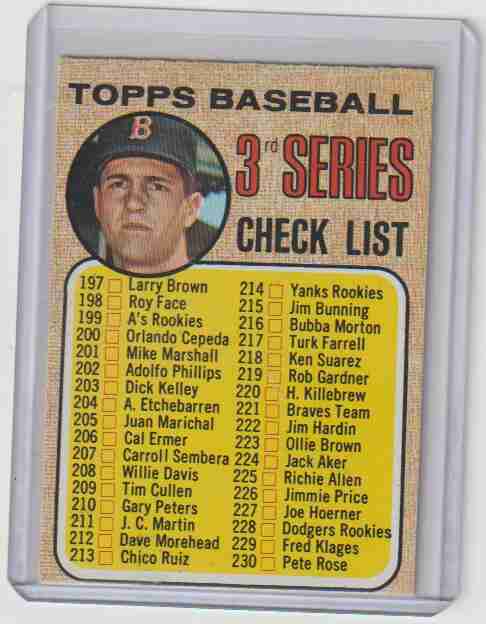 TOPPS BASEBALL
B
3rd SERIES
CHECK LIST
197 Larry Brown
198 Roy Face
199 A's Rookies
200 Orlando Cepeda
201 Mike Marshall
202 Adolfo Phillips
203 Dick Kelley
204 A. Etchebarren
205 Juan Marichal
206 Cal Ermer
207 Carroll Sembera
208 Willie Davis
209 Tim Cullen
210 Gary Peters
211 J. C. Martin
212 Dave Morehead
213 Chico Ruiz
214 Yanks Rookies
215 Jim Bunning
216 Bubba Morton
217 Turk Farrell
218 Ken Suarez
219 Rob Gardner
220 H. Killebrew
221 Braves Team
222 Jim Hardin
223 Ollie Brown
224 Jack Aker
225 Richie Allen
226 Jimmie Price
227 Joe Hoerner
228 Dodgers Rookies
229 Fred Klages
230 Pete Rose